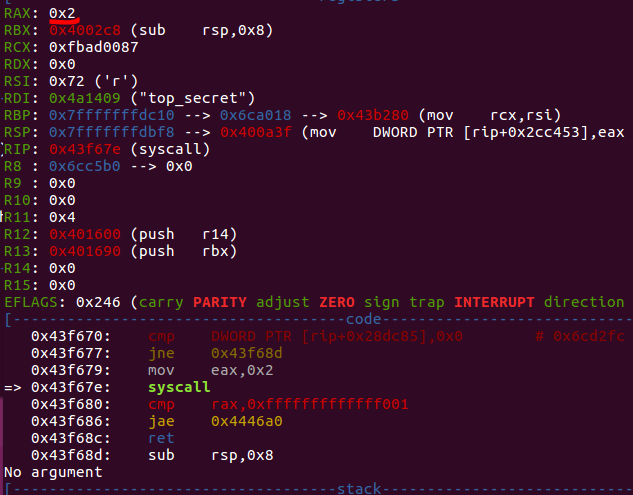 RAX: 0x2
RBX: 0x4002c8 (sub    rsp,0x8)
RCX: 0xfbad0087
RDX: 0x0
RSI: 0x72 ('r')
RDI: 0x4a1409 ("top_secret")
RBP: 0x7fffffffdc10 --> 0x6ca018 --> 0x43b280 (mov    rcx,rsi)
RSP: 0x7fffffffdbf8 --> 0x400a3f (mov    DWORD PTR [rip+0x2cc453],eax
RIP: 0x43f67e (syscall)
R8 : 0x6cc5b0 --> 0x0
R9 : 0x0
R10: 0x0
R11: 0x4
R12: 0x401600 (push   r14)
R13: 0x401690 (push   rbx)
R14: 0x0
R15: 0x0
EFLAGS: 0x246 (carry PARITY adjust ZERO sign trap INTERRUPT direction
[-------------------------------------code-----------------------------
   0x43f670:    cmp    DWORD PTR [rip+0x28dc85],0x0        # 0x6cd2fc
   0x43f677:    jne    0x43f68d
   0x43f679:    mov    eax,0x2
=> 0x43f67e:    syscall
   0x43f680:    cmp    rax,0xfffffffffffff001
   0x43f686:    jae    0x4446a0
   0x43f68c:    ret
   0x43f68d:    sub    rsp,0x8
No argument
[------------------------------------stack-----------------------------